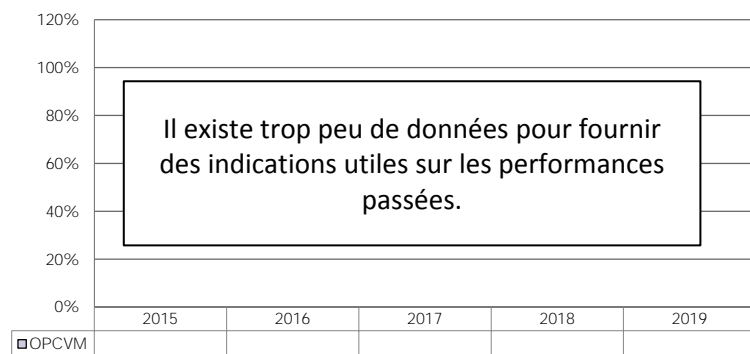 120%
100%
80%
60%
40%
20%
0%
Il existe trop peu de données pour fournir
des indications utiles sur les performances
passées.
2015 2016 2017 2018 2019
OPCVM